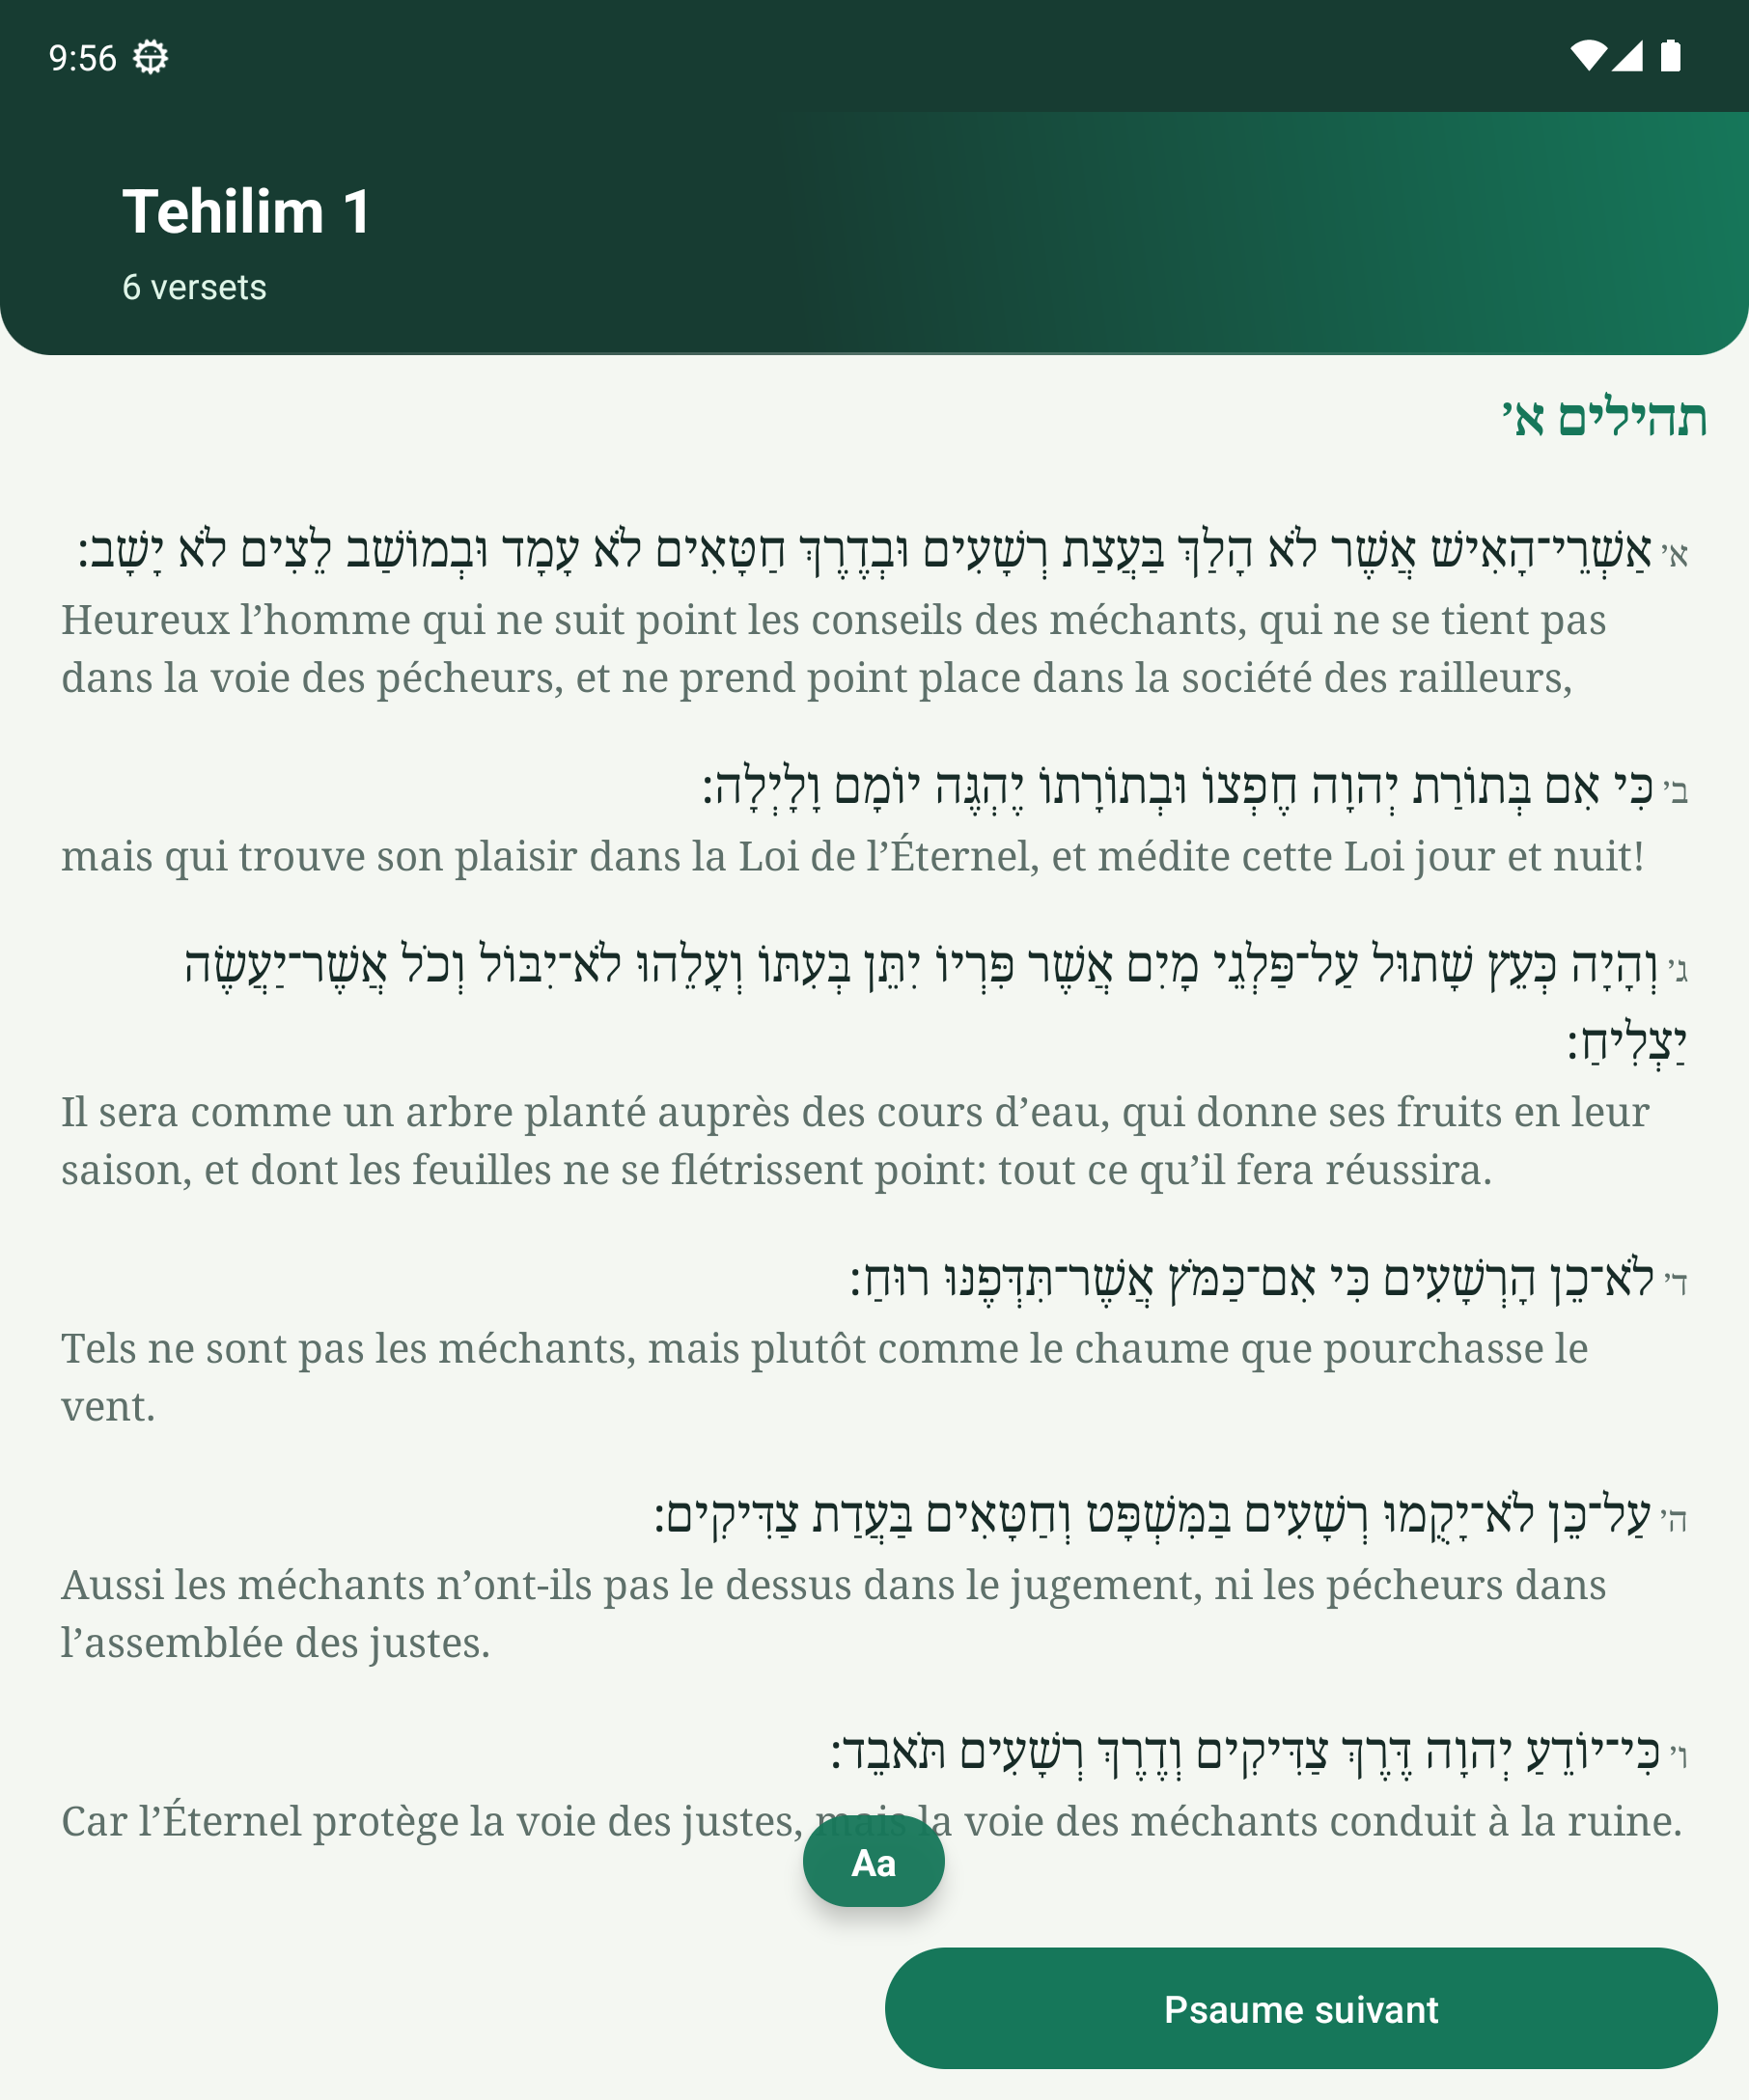 9:56
Tehilim 1
6 versets
תהילים א׳
א׳ אַשְׁרֵי־הָאִישׁ אֲשֶׁר לֹא הָלַךְ בַּעֲצַת רְשָׁעִים וּבְדֶרֶךְ חַטָּאִים לֹא עָמָד וּבְמוֹשַׁב לֵצִים לֹא יָשָׁב׃
Heureux l’homme qui ne suit point les conseils des méchants, qui ne se tient pas
dans la voie des pécheurs, et ne prend point place dans la société des railleurs,
ב׳ כִּי אִם בְּתוֹרַת יְהוָה חֶפְצוֹ וּבְתוֹרָתוֹ יֶהְגֶּה יוֹמָם וָלָיְלָה׃
mais qui trouve son plaisir dans la Loi de l’Éternel, et médite cette Loi jour et nuit!
ג׳ וְהָיָה כְּעֵץ שָׁתוּל עַל־פַּלְגֵי מָיִם אֲשֶׁר פִּרְיוֹ יִתֵּן בְּעִתּוֹ וְעָלֵהוּ לֹא־יִבּוֹל וְכֹל אֲשֶׁר־יַעֲשֶׂה
יַצְלִיחַ׃
Il sera comme un arbre planté auprès des cours d’eau, qui donne ses fruits en leur
saison, et dont les feuilles ne se flétrissent point: tout ce qu’il fera réussira.
ד׳ לֹא־כֵן הָרְשָׁעִים כִּי אִם־כַּמֹּץ אֲשֶׁר־תִּדְּפֶנּוּ רוּחַ׃
Tels ne sont pas les méchants, mais plutôt comme le chaume que pourchasse le
vent.
ה׳ עַל־כֵּן לֹא־יָקֻמוּ רְשָׁעִים בַּמִּשְׁפָּט וְחַטָּאִים בַּעֲדַת צַדִּיקִים׃
Aussi les méchants n’ont-ils pas le dessus dans le jugement, ni les pécheurs dans
l’assemblée des justes.
ו׳ כִּי־יוֹדֵעַ יְהוָה דֶּרֶךְ צַדִּיקִים וְדֶרֶךְ רְשָׁעִים תֹּאבֵד׃
Car l’Éternel protège la voie des justes, mais la voie des méchants conduit à la ruine.
Aa
Psaume suivant